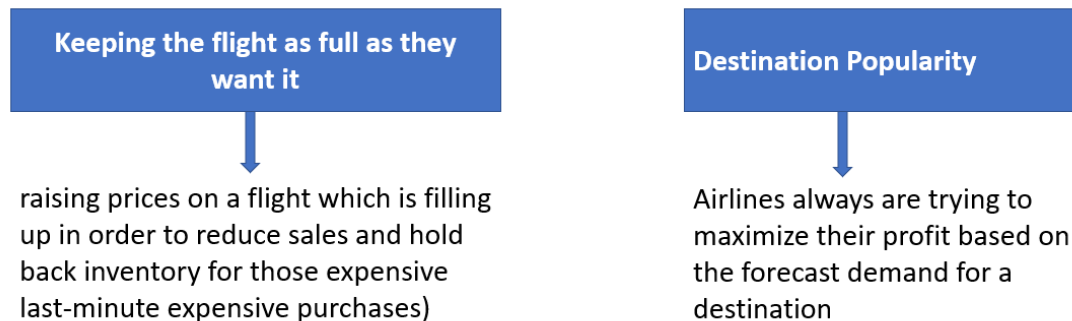 Keeping the flight as full as they
want it
raising prices on a flight which is filling
up in order to reduce sales and hold
back inventory for those expensive
last-minute expensive purchases)
Destination Popularity
Airlines always are trying to
maximize their profit based on
the forecast demand for a
destination